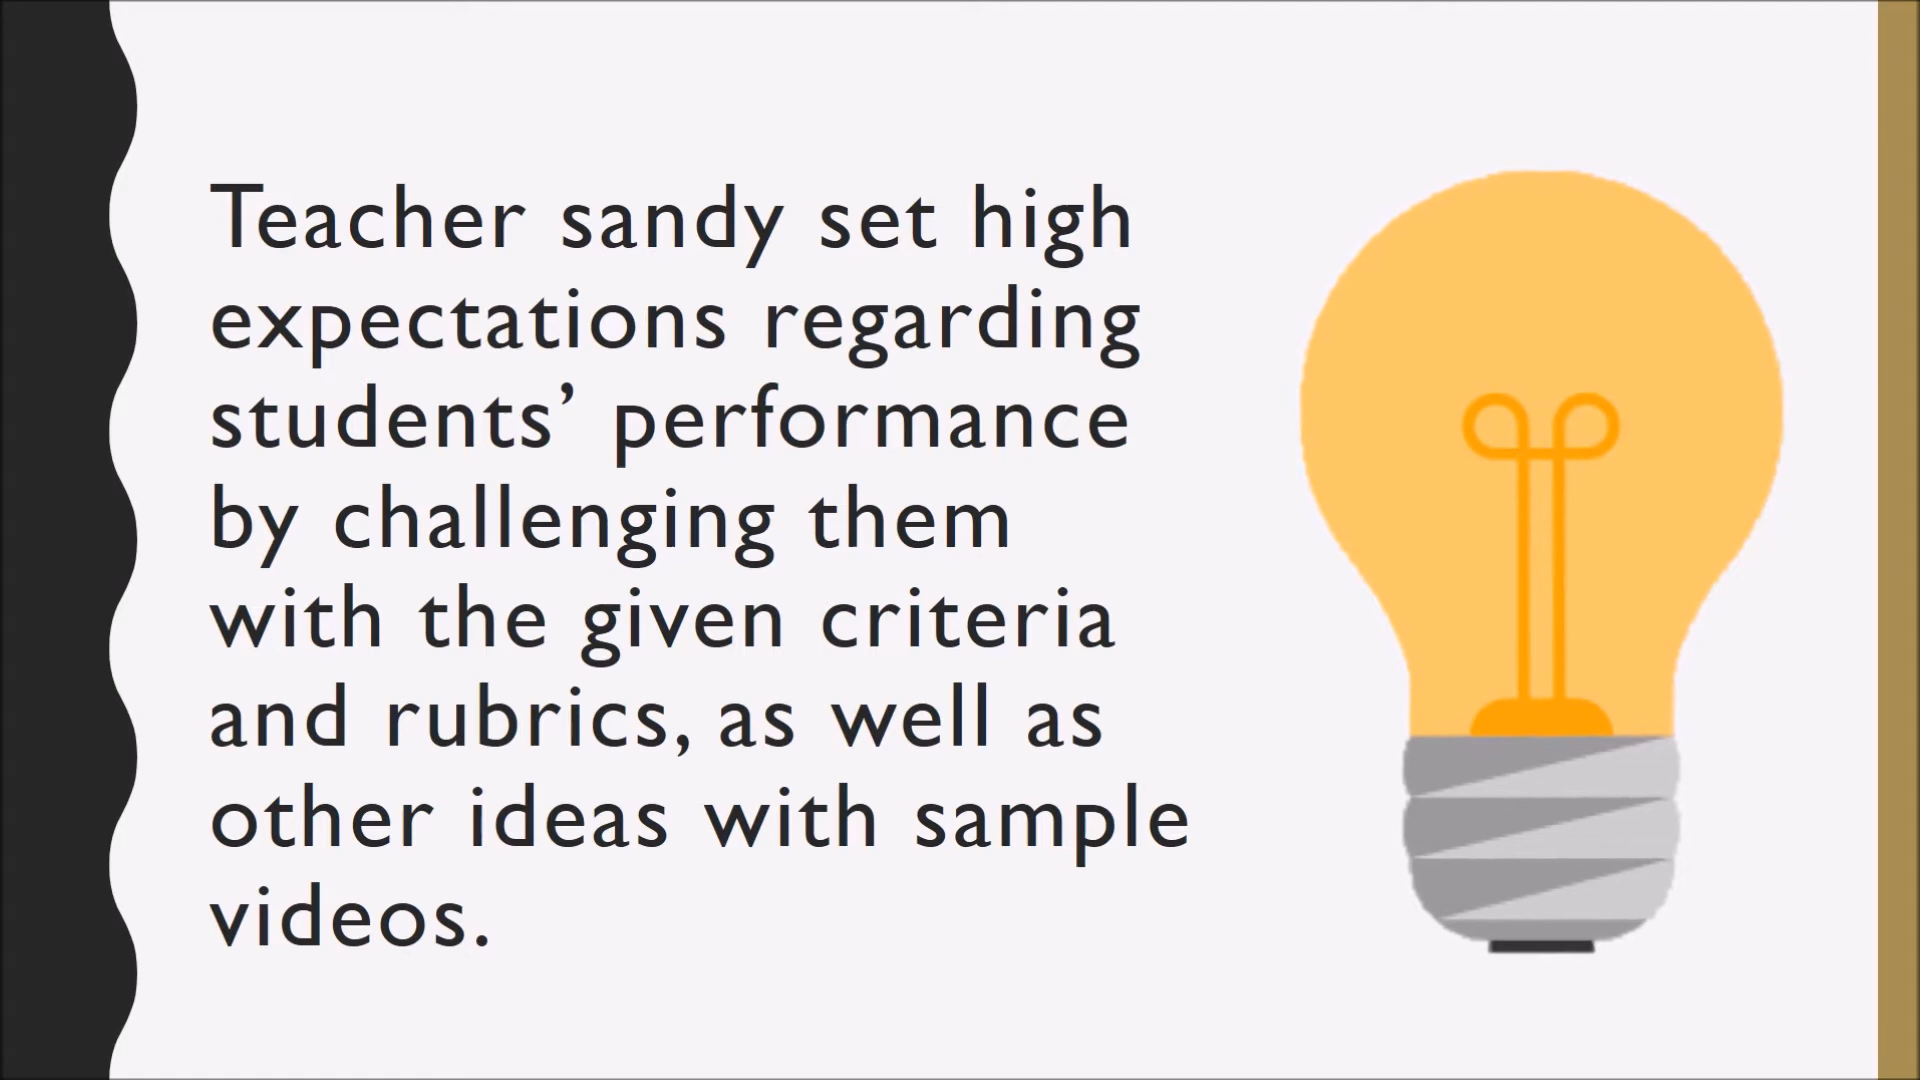 Teacher sandy set high
expectations regarding
students’ performance
by challenging them
with the given criteria
and rubrics, as well as
other ideas with sample
videos.